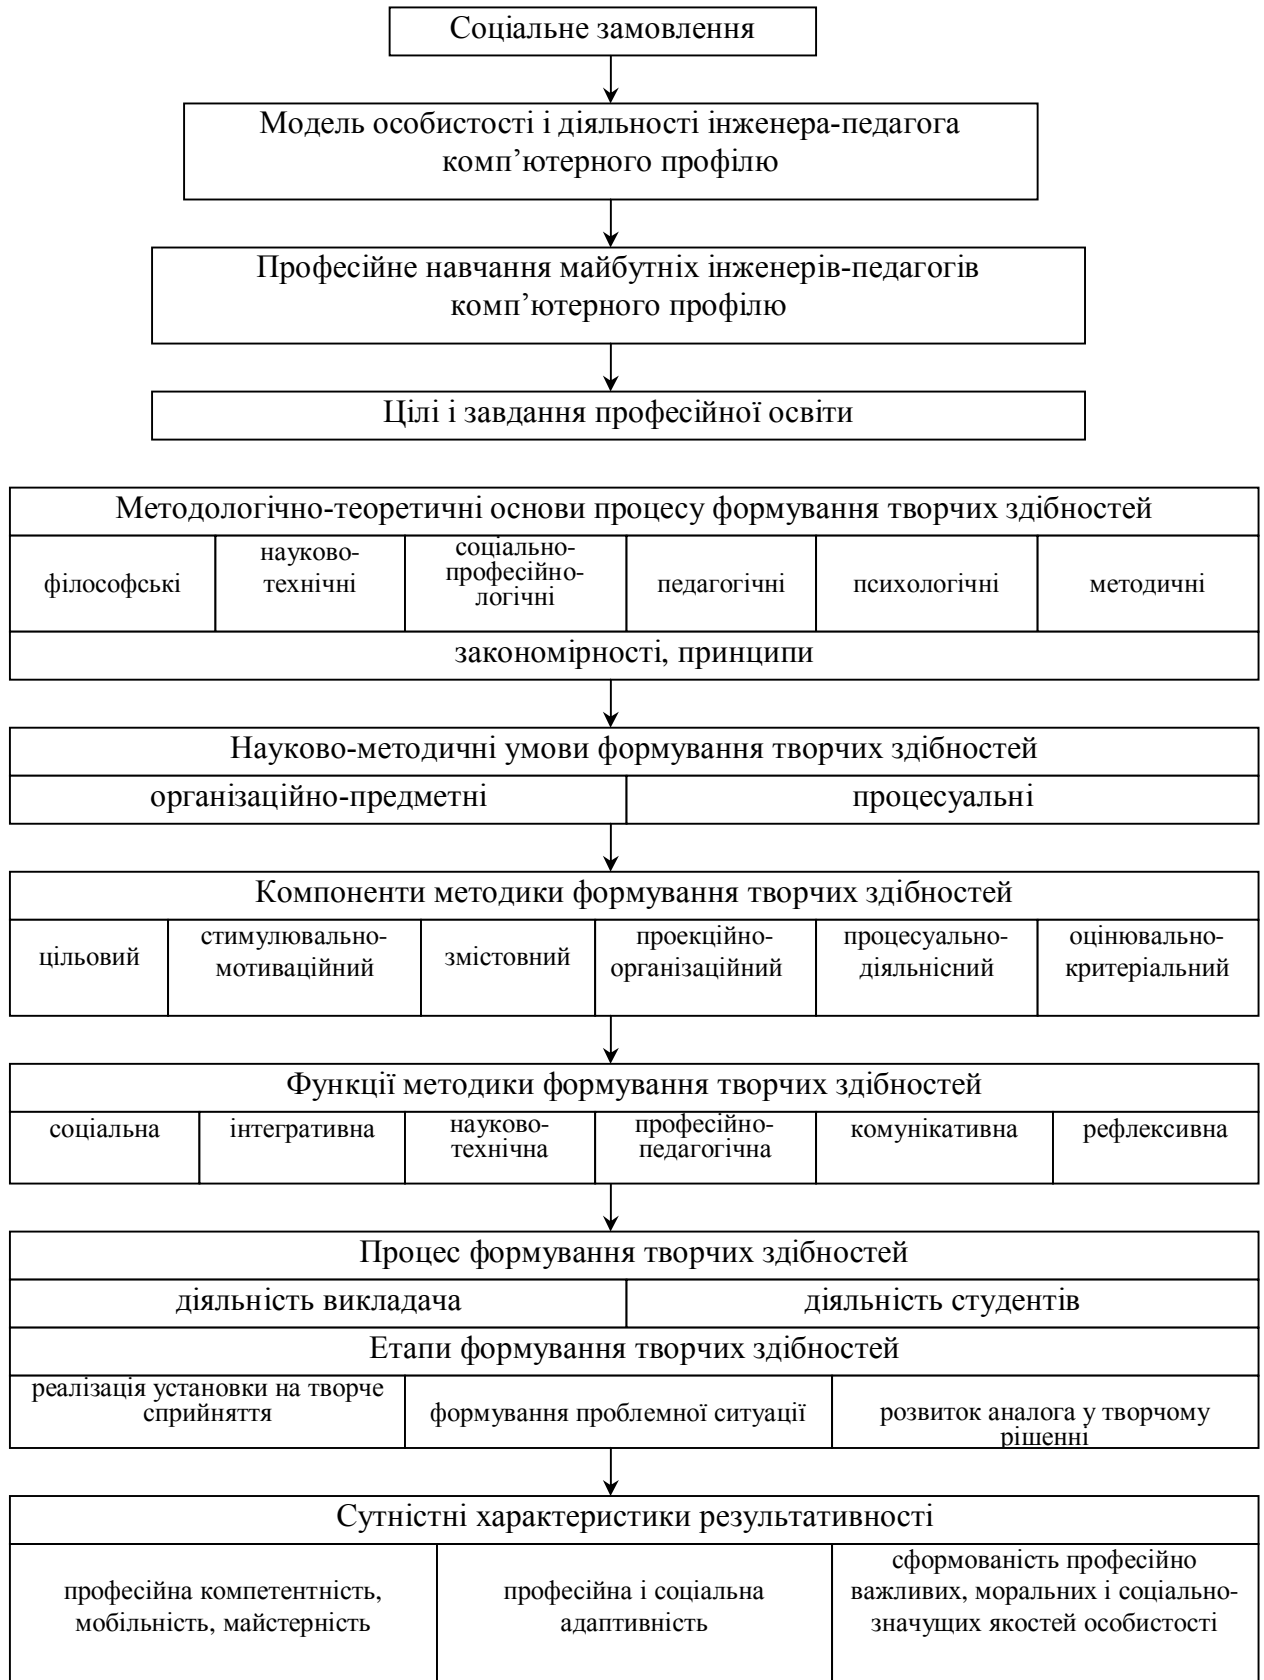 Соціальне замовлення
Модель особистості і діяльності інженера-педагога
комп’ютерного профілю
Професійне навчання майбутніх інженерів-педагогів
комп’ютерного профілю
Цілі і завдання професійної освіти
Методологічно-теоретичні основи процесу формування творчих здібностей
філософські
науково-
технічні
соціально-
професійно-
логічні
педагогічні
психологічні
методичні
закономірності, принципи
Науково-методичні умови формування творчих здібностей
організаційно-предметні
процесуальні
Компоненти методики формування творчих здібностей
цільовий
стимулювально-
мотиваційний
змістовний
проекційно-
організаційний
процесуально-
діяльнісний
оцінювально-
критеріальний
Функції методики формування творчих здібностей
соціальна
інтегративна
науково-
технічна
професійно-
педагогічна
комунікативна
рефлексивна
Процес формування творчих здібностей
діяльність викладача
діяльність студентів
Етапи формування творчих здібностей
реалізація установки на творче
сприйняття
формування проблемної ситуації
розвиток аналога у творчому
рішенні
Сутністні характеристики результативності
професійна компетентність,
мобільність, майстерність
професійна і соціальна
адаптивність
сформованість професійно
важливих, моральних і соціально-
значущих якостей особистості